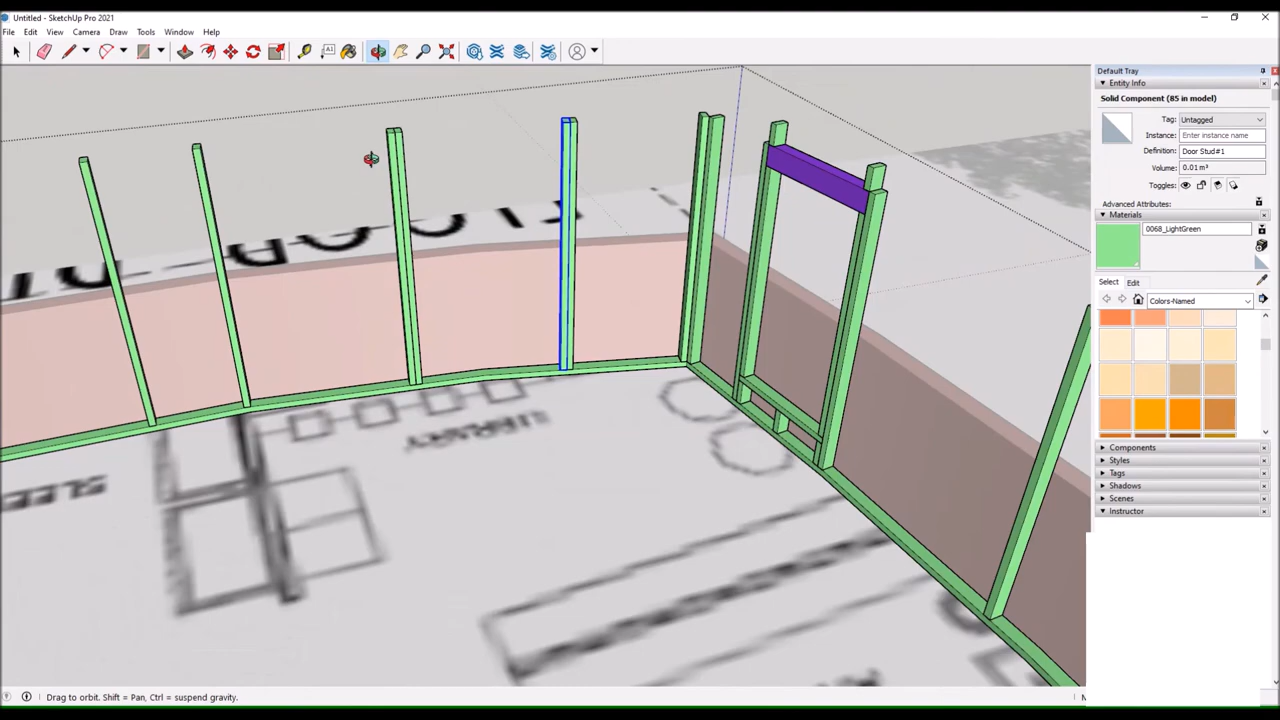 Untitled - SketchUp Pro 2021
File Edit View Camera Draw Tools Window Help
Default Tray
Entity Info
Solid Component (85 in model)
Tag: Untagged
Instance: Enter instance name
Definition: Door Stud#1
Volume: 0.01 m³
Toggles:
Advanced Attributes:
Materials
0068_LightGreen
Select Edit
Colors-Named
Components
Styles
Tags
Shadows
Scenes
Instructor
LIBRARY
Drag to orbit. Shift = Pan, Ctrl = suspend gravity.